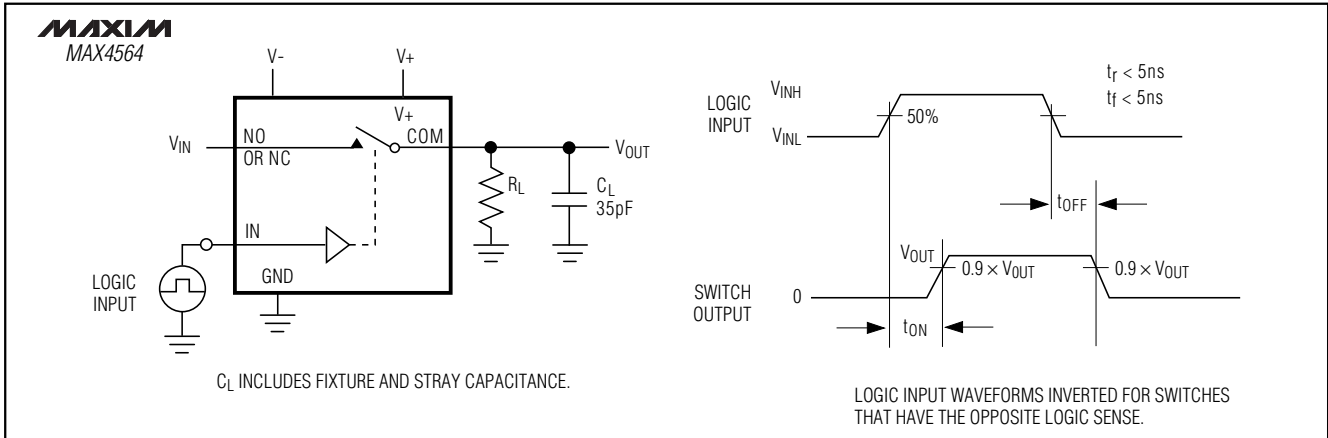 MAXIM
MAX4564
V-
V+
V+
VIN
NO
OR NC
COM
VOUT
RL
CL
35pF
IN
GND
LOGIC
INPUT
CL INCLUDES FIXTURE AND STRAY CAPACITANCE.
LOGIC
INPUT
VINH
VINL
50%
tr < 5ns
tf < 5ns
tOFF
SWITCH
OUTPUT
VOUT
0
0.9 × VOUT
0.9 × VOUT
tON
LOGIC INPUT WAVEFORMS INVERTED FOR SWITCHES
THAT HAVE THE OPPOSITE LOGIC SENSE.